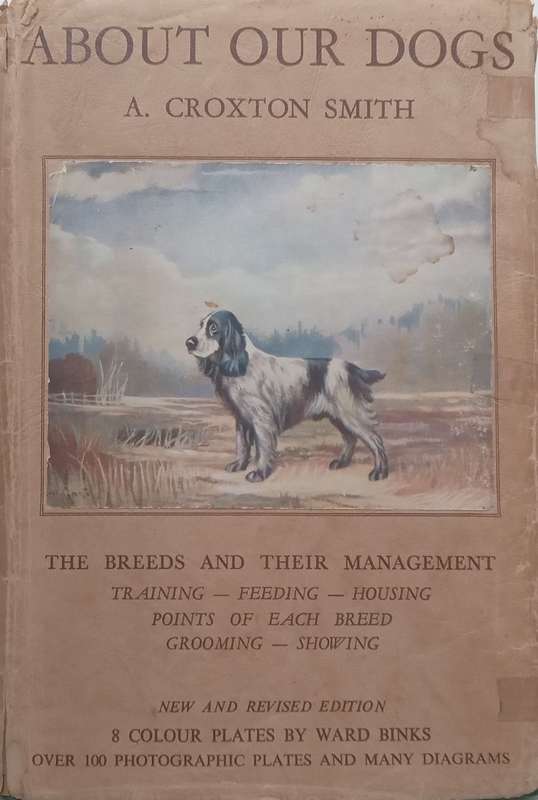 ABOUT OUR DOGS
A. CROXTON SMITH
THE BREEDS AND THEIR MANAGEMENT
TRAINING — FEEDING — HOUSING
POINTS OF EACH BREED
GROOMING — SHOWING
NEW AND REVISED EDITION
8 COLOUR PLATES BY WARD BINKS
OVER 100 PHOTOGRAPHIC PLATES AND MANY DIAGRAMS